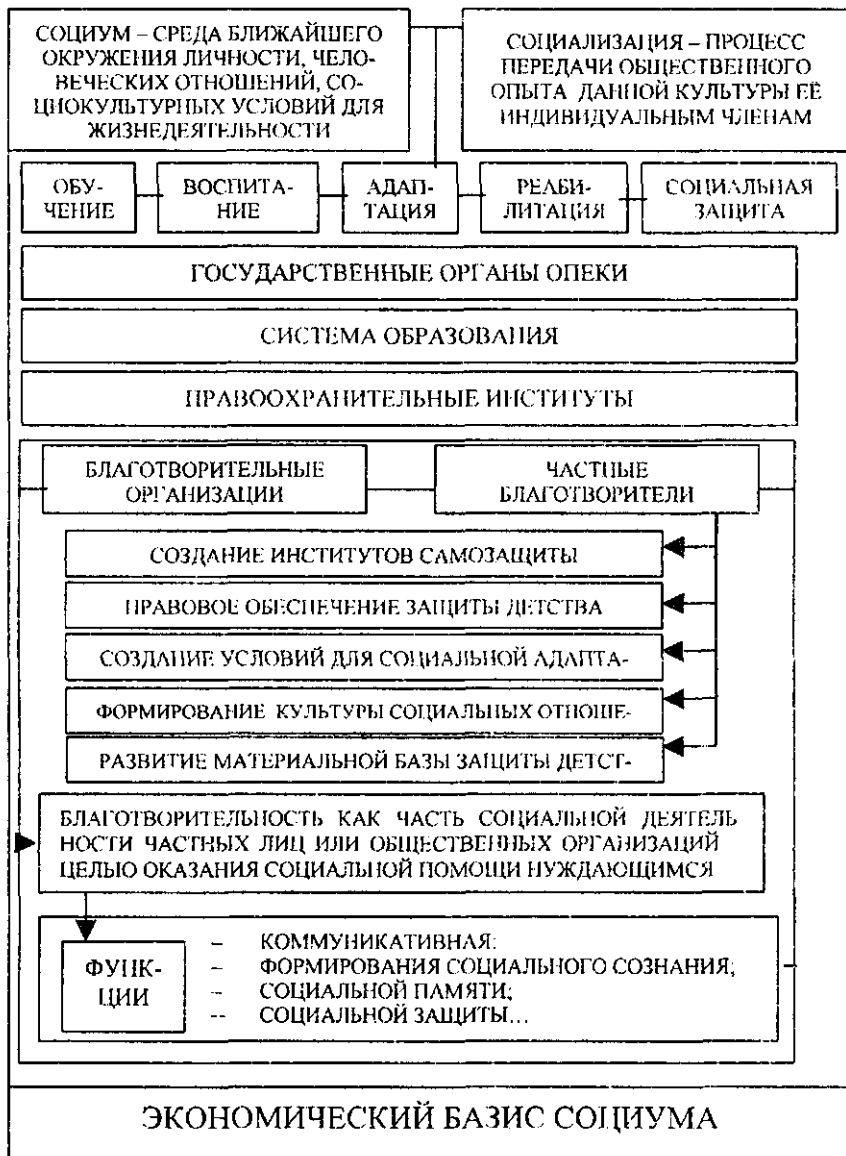 СОЦИУМ – СРЕДА БЛИЖАЙШЕГО
ОКРУЖЕНИЯ ЛИЧНОСТИ, ЧЕЛО-
ВЕЧЕСКИХ ОТНОШЕНИЙ, СО-
ЦИОКУЛЬТУРНЫХ УСЛОВИЙ ДЛЯ
ЖИЗНЕДЕЯТЕЛЬНОСТИ
СОЦИАЛИЗАЦИЯ – ПРОЦЕСС
ПЕРЕДАЧИ ОБЩЕСТВЕННОГО
ОПЫТА ДАННОЙ КУЛЬТУРЫ ЕЁ
ИНДИВИДУАЛЬНЫМ ЧЛЕНАМ
ОБУ-
ЧЕНИЕ
ВОСПИТА-
НИЕ
АДАП-
ТАЦИЯ
РЕАБИ-
ЛИТАЦИЯ
СОЦИАЛЬНАЯ
ЗАЩИТА
ГОСУДАРСТВЕННЫЕ ОРГАНЫ ОПЕКИ
СИСТЕМА ОБРАЗОВАНИЯ
ПРАВООХРАНИТЕЛЬНЫЕ ИНСТИТУТЫ
БЛАГОТВОРИТЕЛЬНЫЕ
ОРГАНИЗАЦИИ
ЧАСТНЫЕ
БЛАГОТВОРИТЕЛИ
СОЗДАНИЕ ИНСТИТУТОВ САМОЗАЩИТЫ
ПРАВОВОЕ ОБЕСПЕЧЕНИЕ ЗАЩИТЫ ДЕТСТВА
СОЗДАНИЕ УСЛОВИЙ ДЛЯ СОЦИАЛЬНОЙ АДАПТА-
ФОРМИРОВАНИЕ КУЛЬТУРЫ СОЦИАЛЬНЫХ ОТНОШЕ-
РАЗВИТИЕ МАТЕРИАЛЬНОЙ БАЗЫ ЗАЩИТЫ ДЕТСТ-
БЛАГОТВОРИТЕЛЬНОСТЬ КАК ЧАСТЬ СОЦИАЛЬНОЙ ДЕЯТЕЛЬ
НОСТИ ЧАСТНЫХ ЛИЦ ИЛИ ОБЩЕСТВЕННЫХ ОРГАНИЗАЦИЙ
ЦЕЛЬЮ ОКАЗАНИЯ СОЦИАЛЬНОЙ ПОМОЩИ НУЖДАЮЩИМСЯ
ФУНК-
ЦИИ
– КОММУНИКАТИВНАЯ:
– ФОРМИРОВАНИЯ СОЦИАЛЬНОГО СОЗНАНИЯ;
– СОЦИАЛЬНОЙ ПАМЯТИ;
-- СОЦИАЛЬНОЙ ЗАЩИТЫ...
ЭКОНОМИЧЕСКИЙ БАЗИС СОЦИУМА